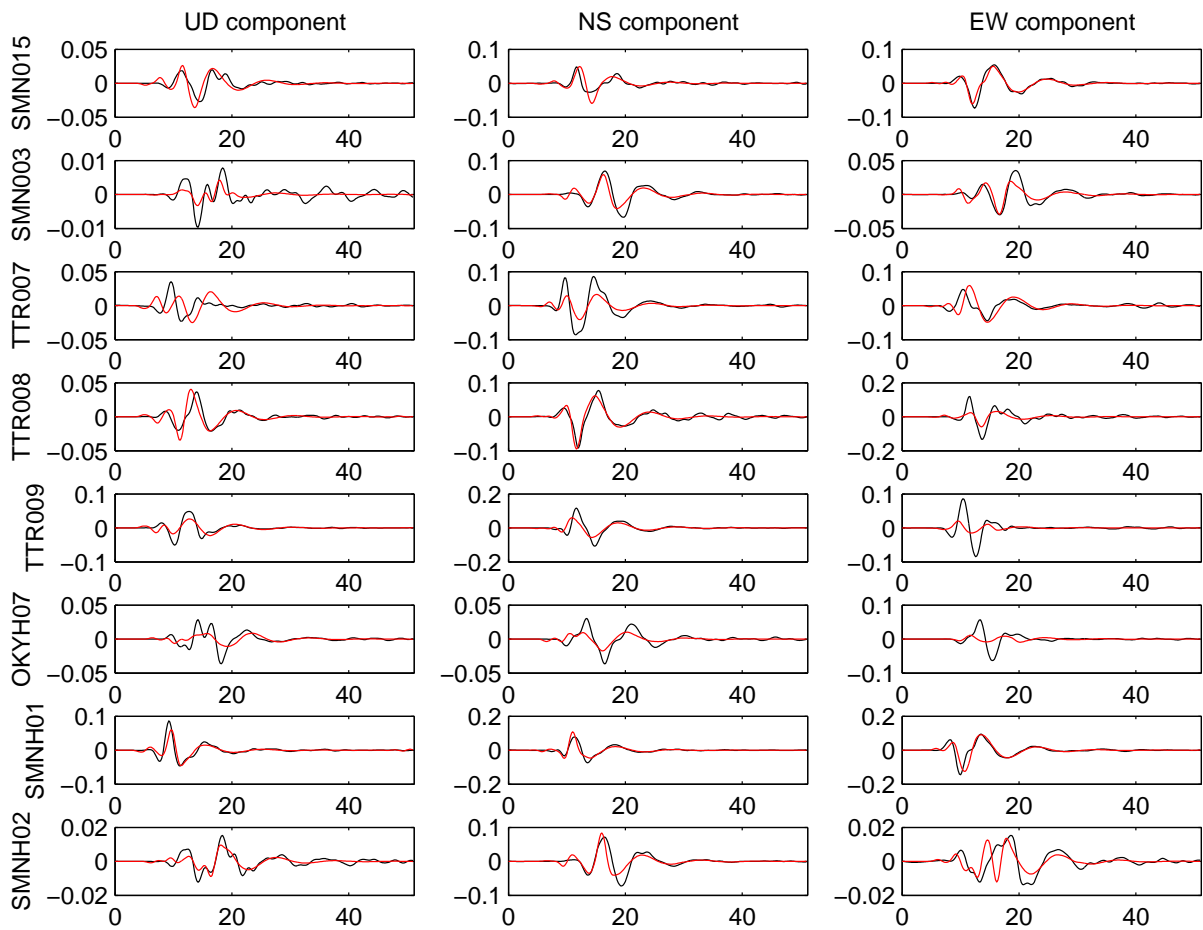 UD component NS component EW component
SMN015
0.05 0.1 0.1
0 0 0
−0.05 −0.1 −0.1
0 20 40 0 20 40 0 20 40
SMN003
0.01 0.1 0.05
0 0 0
−0.01 −0.1 −0.05
0 20 40 0 20 40 0 20 40
TTR007
0.05 0.1 0.1
0 0 0
−0.05 −0.1 −0.1
0 20 40 0 20 40 0 20 40
TTR008
0.05 0.1 0.2
0 0 0
−0.05 −0.1 −0.2
0 20 40 0 20 40 0 20 40
TTR009
0.1 0.2 0.1
0 0 0
−0.1 −0.2 −0.1
0 20 40 0 20 40 0 20 40
OKYH07
0.05 0.05 0.1
0 0 0
−0.05 −0.05 −0.1
0 20 40 0 20 40 0 20 40
SMNH01
0.1 0.2 0.2
0 0 0
−0.1 −0.2 −0.2
0 20 40 0 20 40 0 20 40
SMNH02
0.02 0.1 0.02
0 0 0
−0.02 −0.1 −0.02
0 20 40 0 20 40 0 20 40